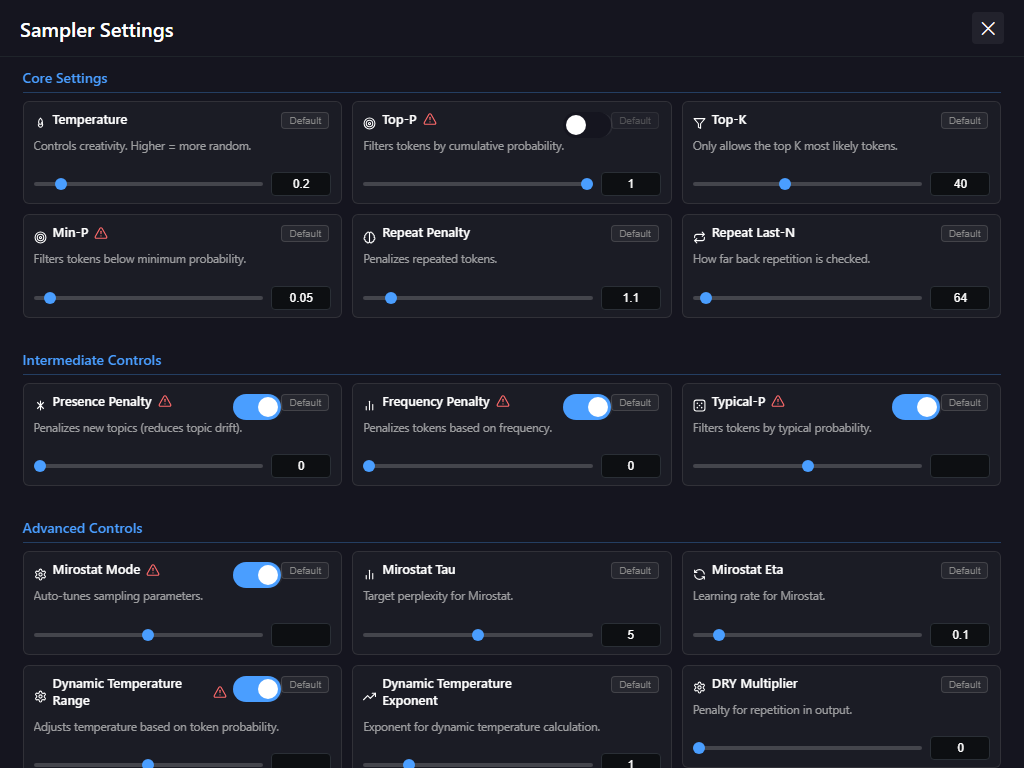 Sampler Settings
Core Settings
Temperature Default
Controls creativity. Higher = more random.
0.2
Top-P Default
Filters tokens by cumulative probability.
1
Top-K Default
Only allows the top K most likely tokens.
40
Min-P Default
Filters tokens below minimum probability.
0.05
Repeat Penalty Default
Penalizes repeated tokens.
1.1
Repeat Last-N Default
How far back repetition is checked.
64
Intermediate Controls
Presence Penalty Default
Penalizes new topics (reduces topic drift).
0
Frequency Penalty Default
Penalizes tokens based on frequency.
0
Typical-P Default
Filters tokens by typical probability.
Advanced Controls
Mirostat Mode Default
Auto-tunes sampling parameters.
Mirostat Tau Default
Target perplexity for Mirostat.
5
Mirostat Eta Default
Learning rate for Mirostat.
0.1
Dynamic Temperature Default
Range
Adjusts temperature based on token probability.
Dynamic Temperature Default
Exponent
Exponent for dynamic temperature calculation.
1
DRY Multiplier Default
Penalty for repetition in output.
0